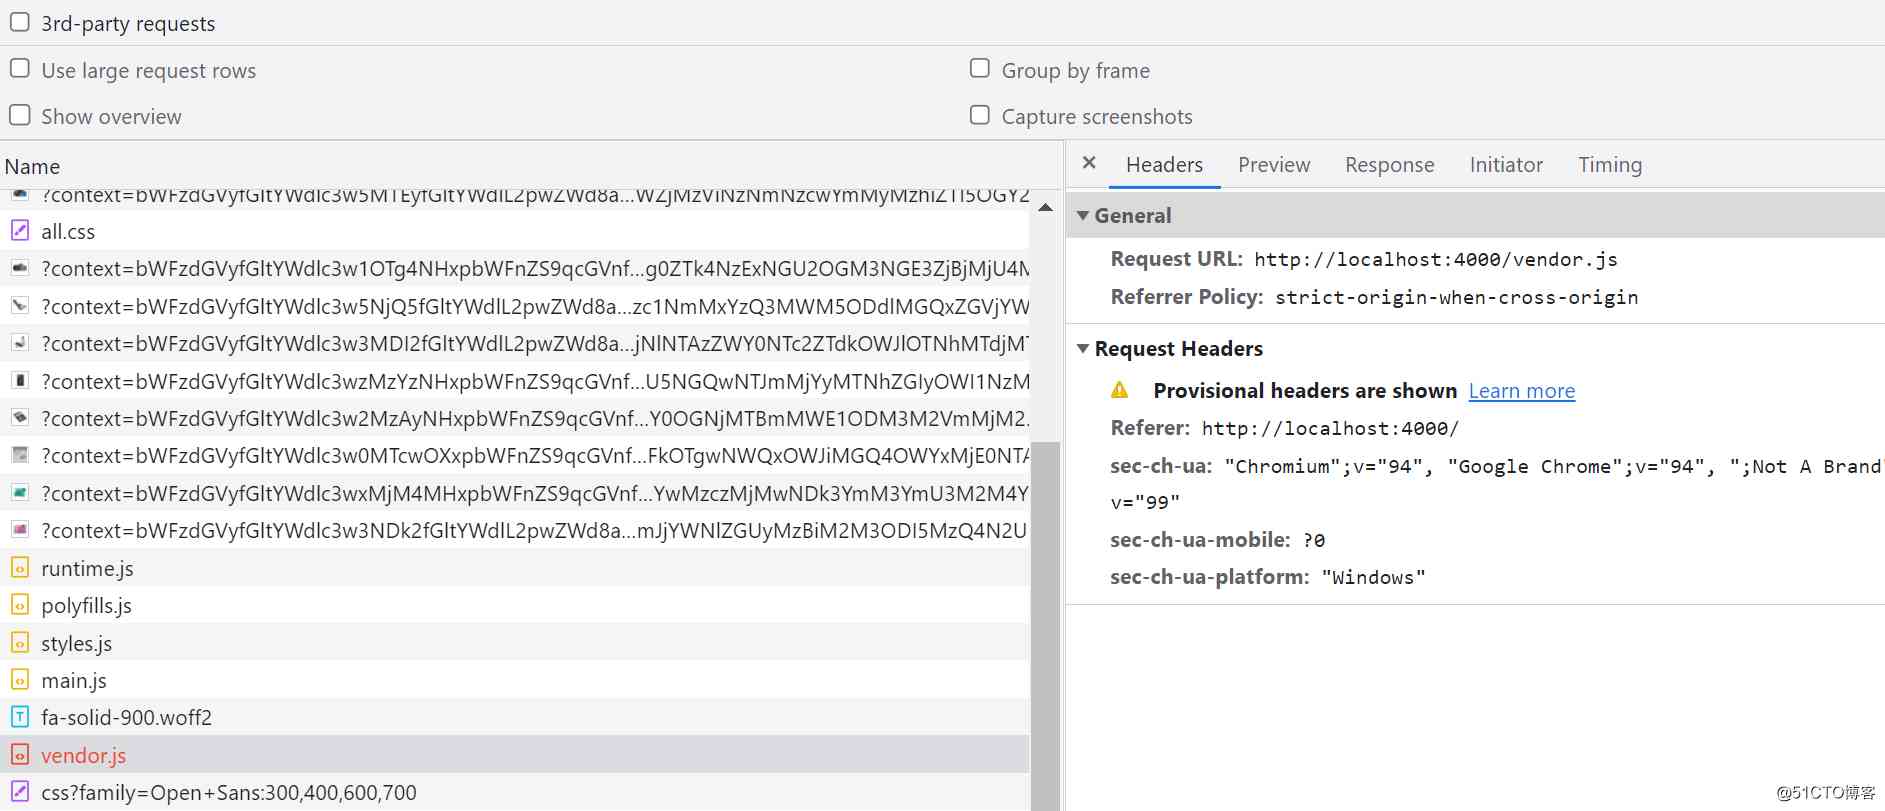 3rd-party requests
Use large request rows
Group by frame
Show overview
Capture screenshots
Name
× Headers Preview Response Initiator Timing
all.css
?context=bWFzdGVyfGltYWdlc3w1OTg4NHxpbWFnZS9qcGVnf...g0ZTk4NzExNGU2OGM3NGE3ZjBjMjU4M
?context=bWFzdGVyfGltYWdlc3w5NjQ5fGltYWdlL2pwZWd8a...zc1NmMxYzQ3MWM5ODdlMGQxZGVjYW
?context=bWFzdGVyfGltYWdlc3w3MDI2fGltYWdlL2pwZWd8a...jNlNTAzZWY0NTc2ZTdkOWJlOTNhMTdjMT
?context=bWFzdGVyfGltYWdlc3wzMzYzNHxpbWFnZS9qcGVnf...U5NGQwNTJmMjYyMTNhZGIyOWI1NzM
?context=bWFzdGVyfGltYWdlc3w2MzAyNHxpbWFnZS9qcGVnf...Y0OGNjMTBmMWE1ODM3M2VmMjM2.
?context=bWFzdGVyfGltYWdlc3w0MTcwOXxpbWFnZS9qcGVnf...FkOTgwNWQxOWJiMGQ4OWYxMjE0NTA
?context=bWFzdGVyfGltYWdlc3wxMjM4MHxpbWFnZS9qcGVnf...YwMzczMjMwNDk3YmM3YmU3M2M4Y
?context=bWFzdGVyfGltYWdlc3w3NDk2fGltYWdlL2pwZWd8a...mJjYWNlZGUyMzBiM2M3ODI5MzQ4N2U
runtime.js
polyfills.js
styles.js
main.js
fa-solid-900.woff2
vendor.js
css?family=Open+Sans:300,400,600,700
General
Request URL: http://localhost:4000/vendor.js
Referrer Policy: strict-origin-when-cross-origin
Request Headers
Provisional headers are shown Learn more
Referer: http://localhost:4000/
sec-ch-ua: "Chromium";v="94", "Google Chrome";v="94", ";Not A Brand"
v="99"
sec-ch-ua-mobile: ?0
sec-ch-ua-platform: "Windows"
@51CTO博客